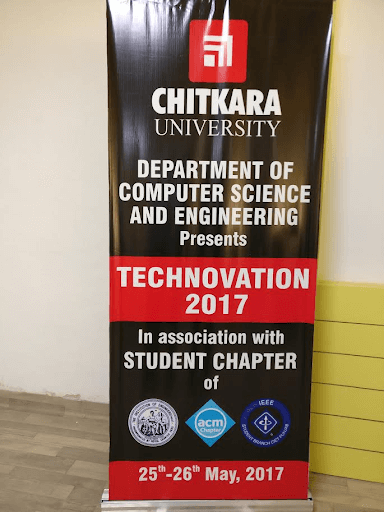 CHITKARA
UNIVERSITY
DEPARTMENT OF
COMPUTER SCIENCE
AND ENGINEERING
Presents
TECHNOVATION
2017
In association with
STUDENT CHAPTER
of
acm
Chapter
IEEE
25th-26th May, 2017